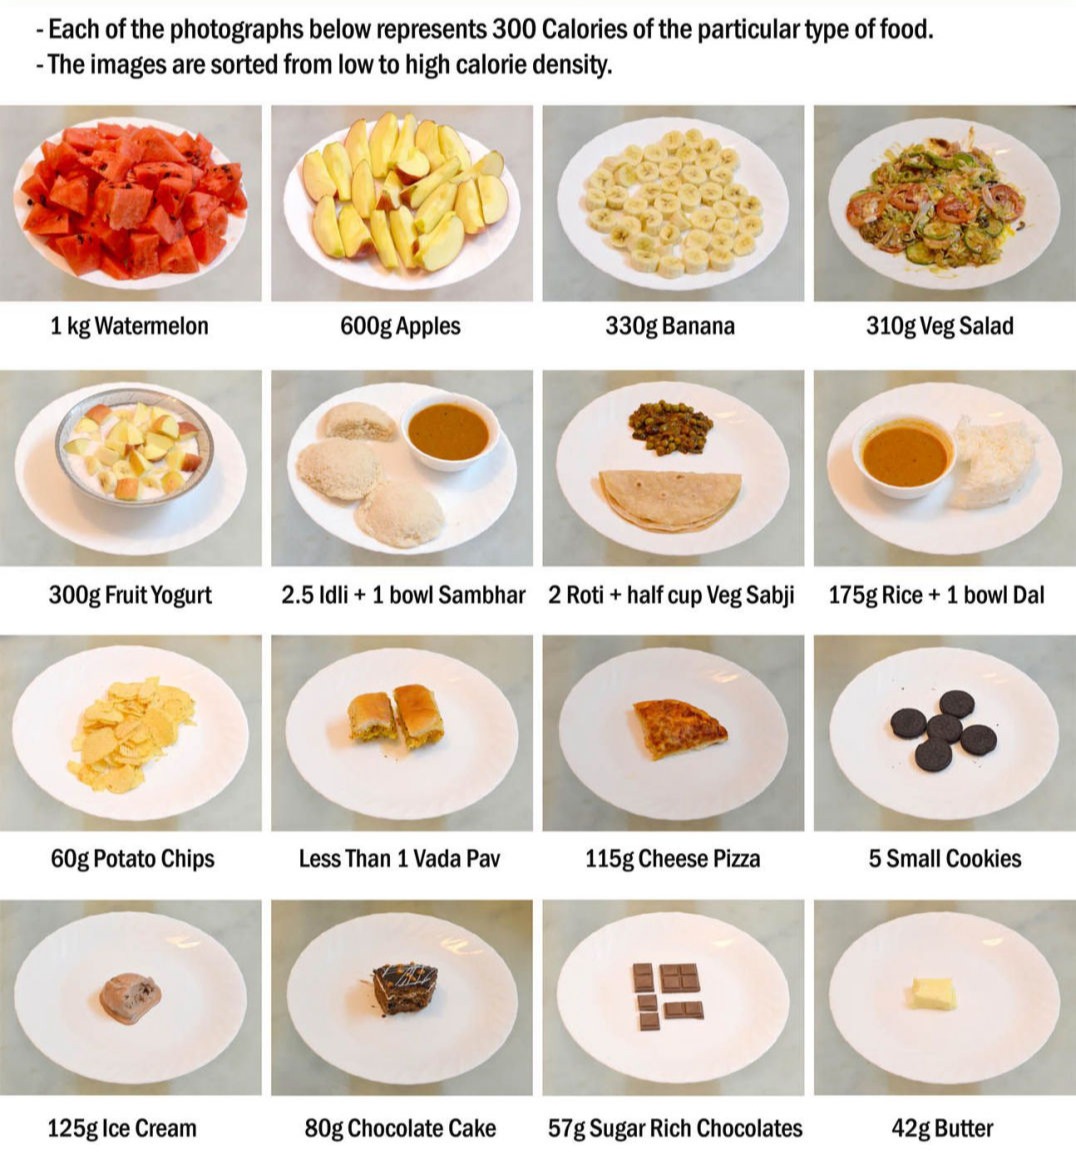 - Each of the photographs below represents 300 Calories of the particular type of food.
- The images are sorted from low to high calorie density.
1 kg Watermelon
600g Apples
330g Banana
310g Veg Salad
300g Fruit Yogurt
2.5 Idli + 1 bowl Sambhar
2 Roti + half cup Veg Sabji
175g Rice + 1 bowl Dal
60g Potato Chips
Less Than 1 Vada Pav
115g Cheese Pizza
5 Small Cookies
125g Ice Cream
80g Chocolate Cake
57g Sugar Rich Chocolates
42g Butter